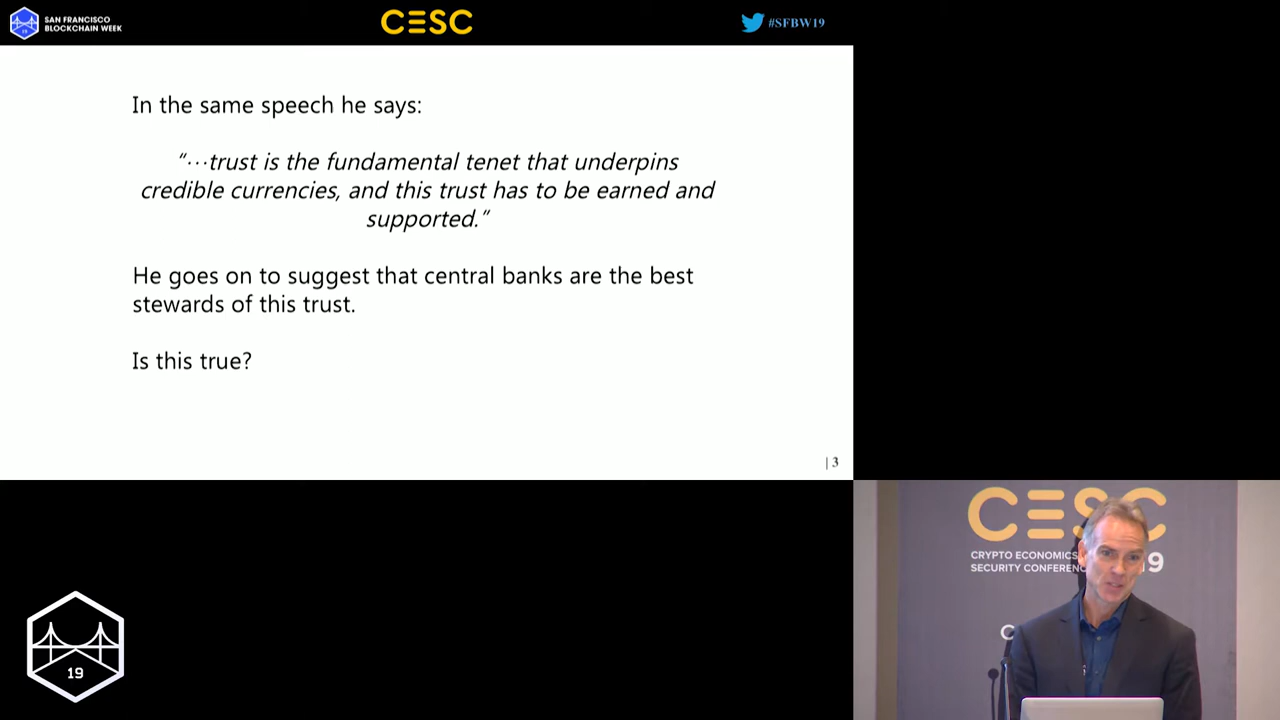 SAN FRANCISCO
BLOCKCHAIN WEEK
19
CESC
#SFBW19
In the same speech he says:
“···trust is the fundamental tenet that underpins
credible currencies, and this trust has to be earned and
supported.”
He goes on to suggest that central banks are the best
stewards of this trust.
Is this true?
| 3
CESC
CRYPTO ECONOMICS
SECURITY CONFERENC
19
C
19